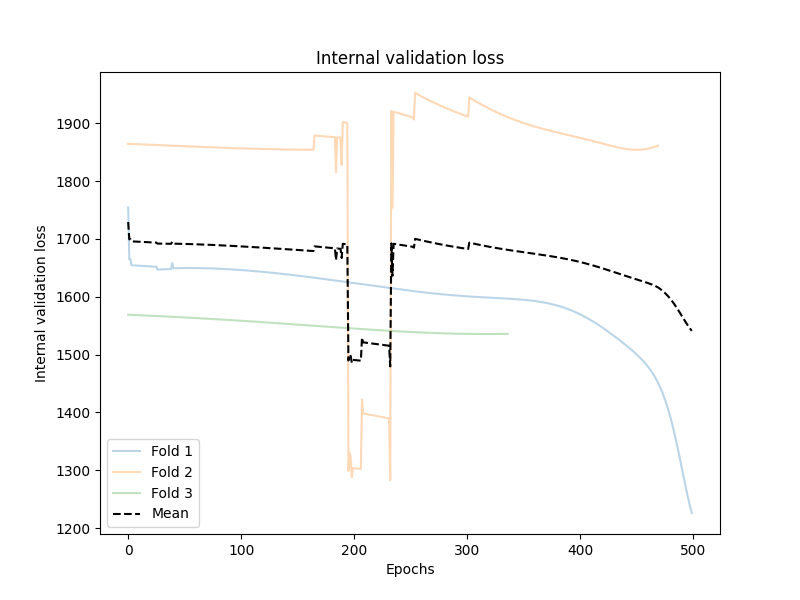 Internal validation loss
Internal validation loss
1900
1800
1700
1600
1500
1400
1300
1200
Fold 1
Fold 2
Fold 3
Mean
0
100
200
300
400
500
Epochs